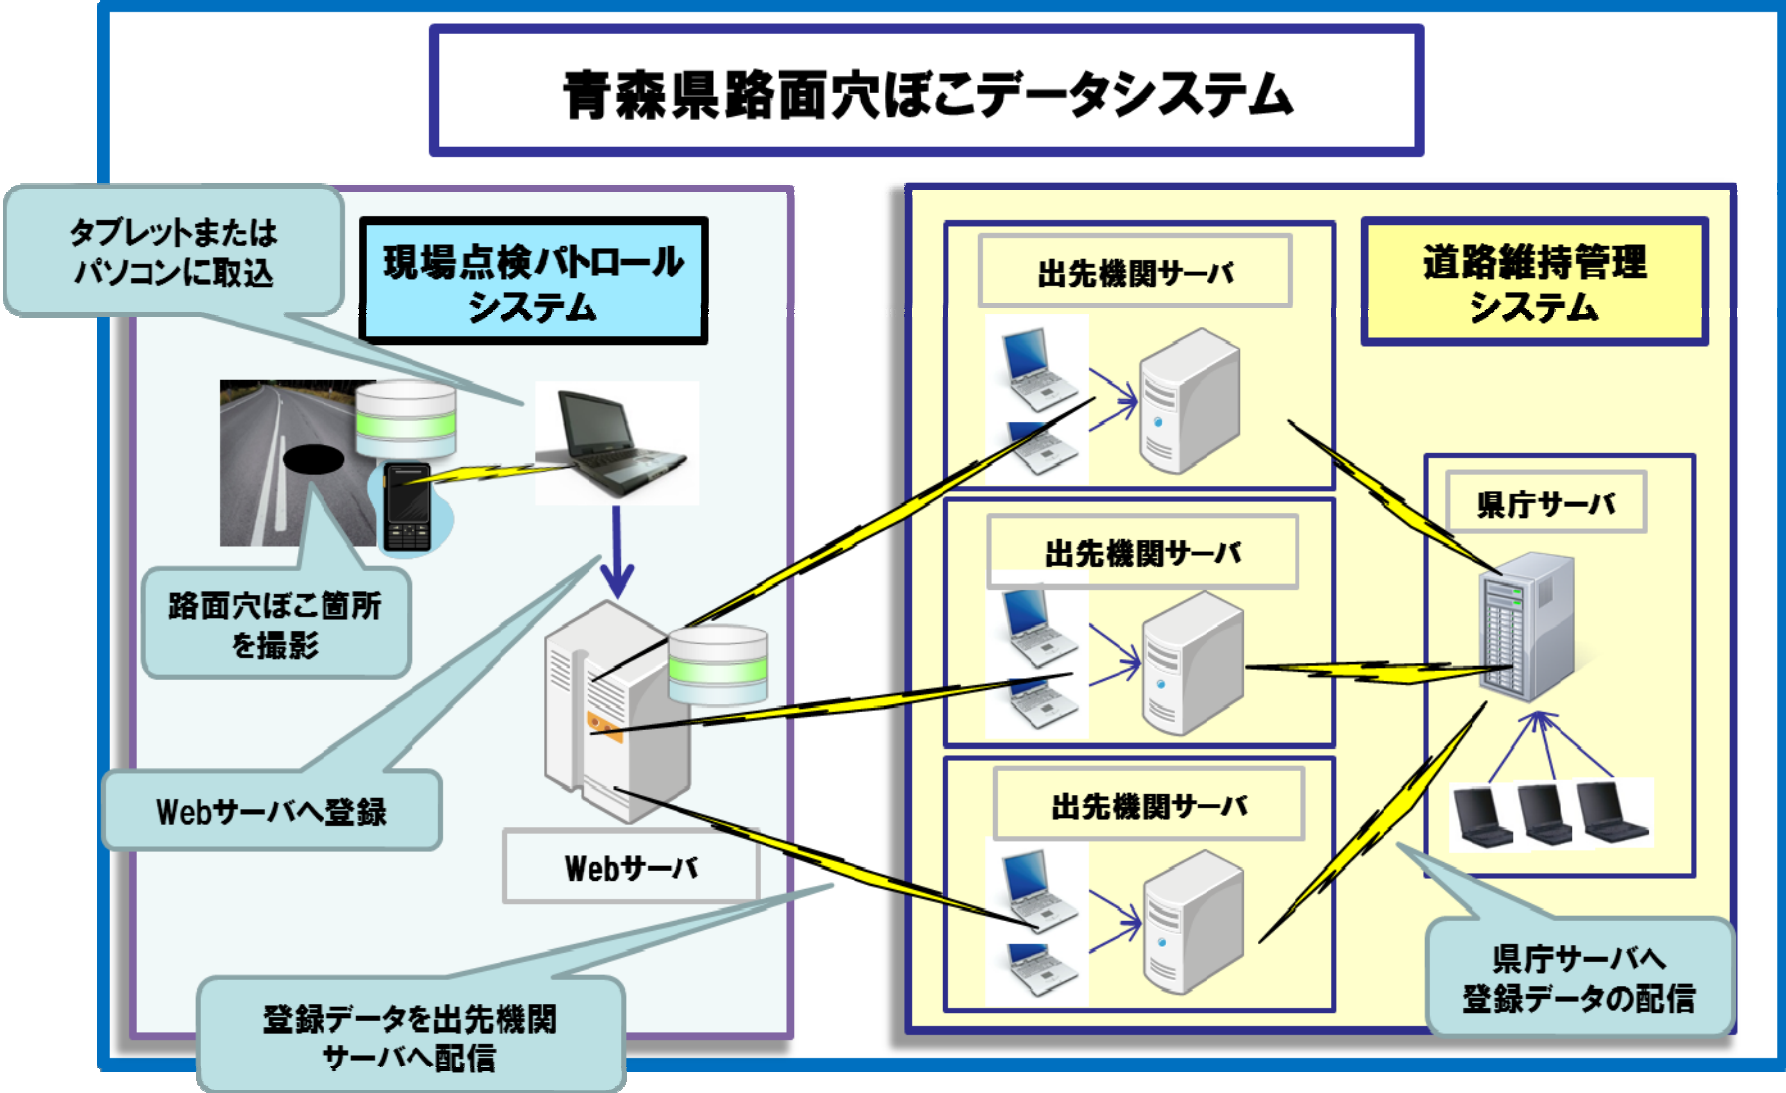 青森県路面穴ぼこデータシステム
タブレットまたは
パソコンに取込
現場点検パトロール
システム
路面穴ぼこ箇所
を撮影
Webサーバへ登録
Webサーバ
登録データを出先機関
サーバへ配信
出先機関サーバ
出先機関サーバ
出先機関サーバ
道路維持管理
システム
県庁サーバ
県庁サーバへ
登録データの配信